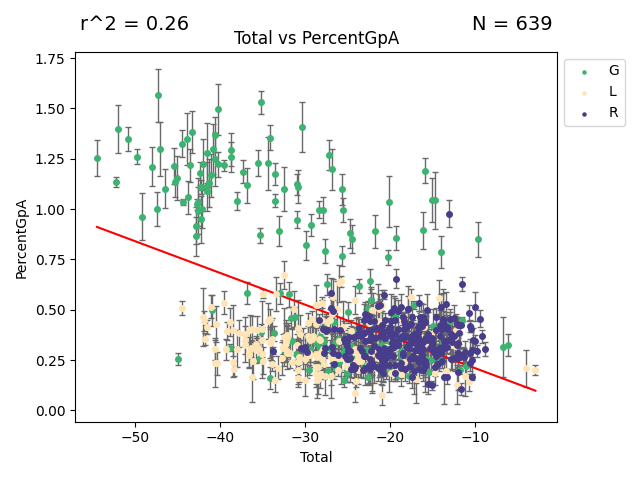 r^2 = 0.26
N = 639
Total vs PercentGpA
1.75
1.50
1.25
1.00
0.75
0.50
0.25
0.00
PercentGpA
−50
−40
−30
−20
−10
Total
G
L
R